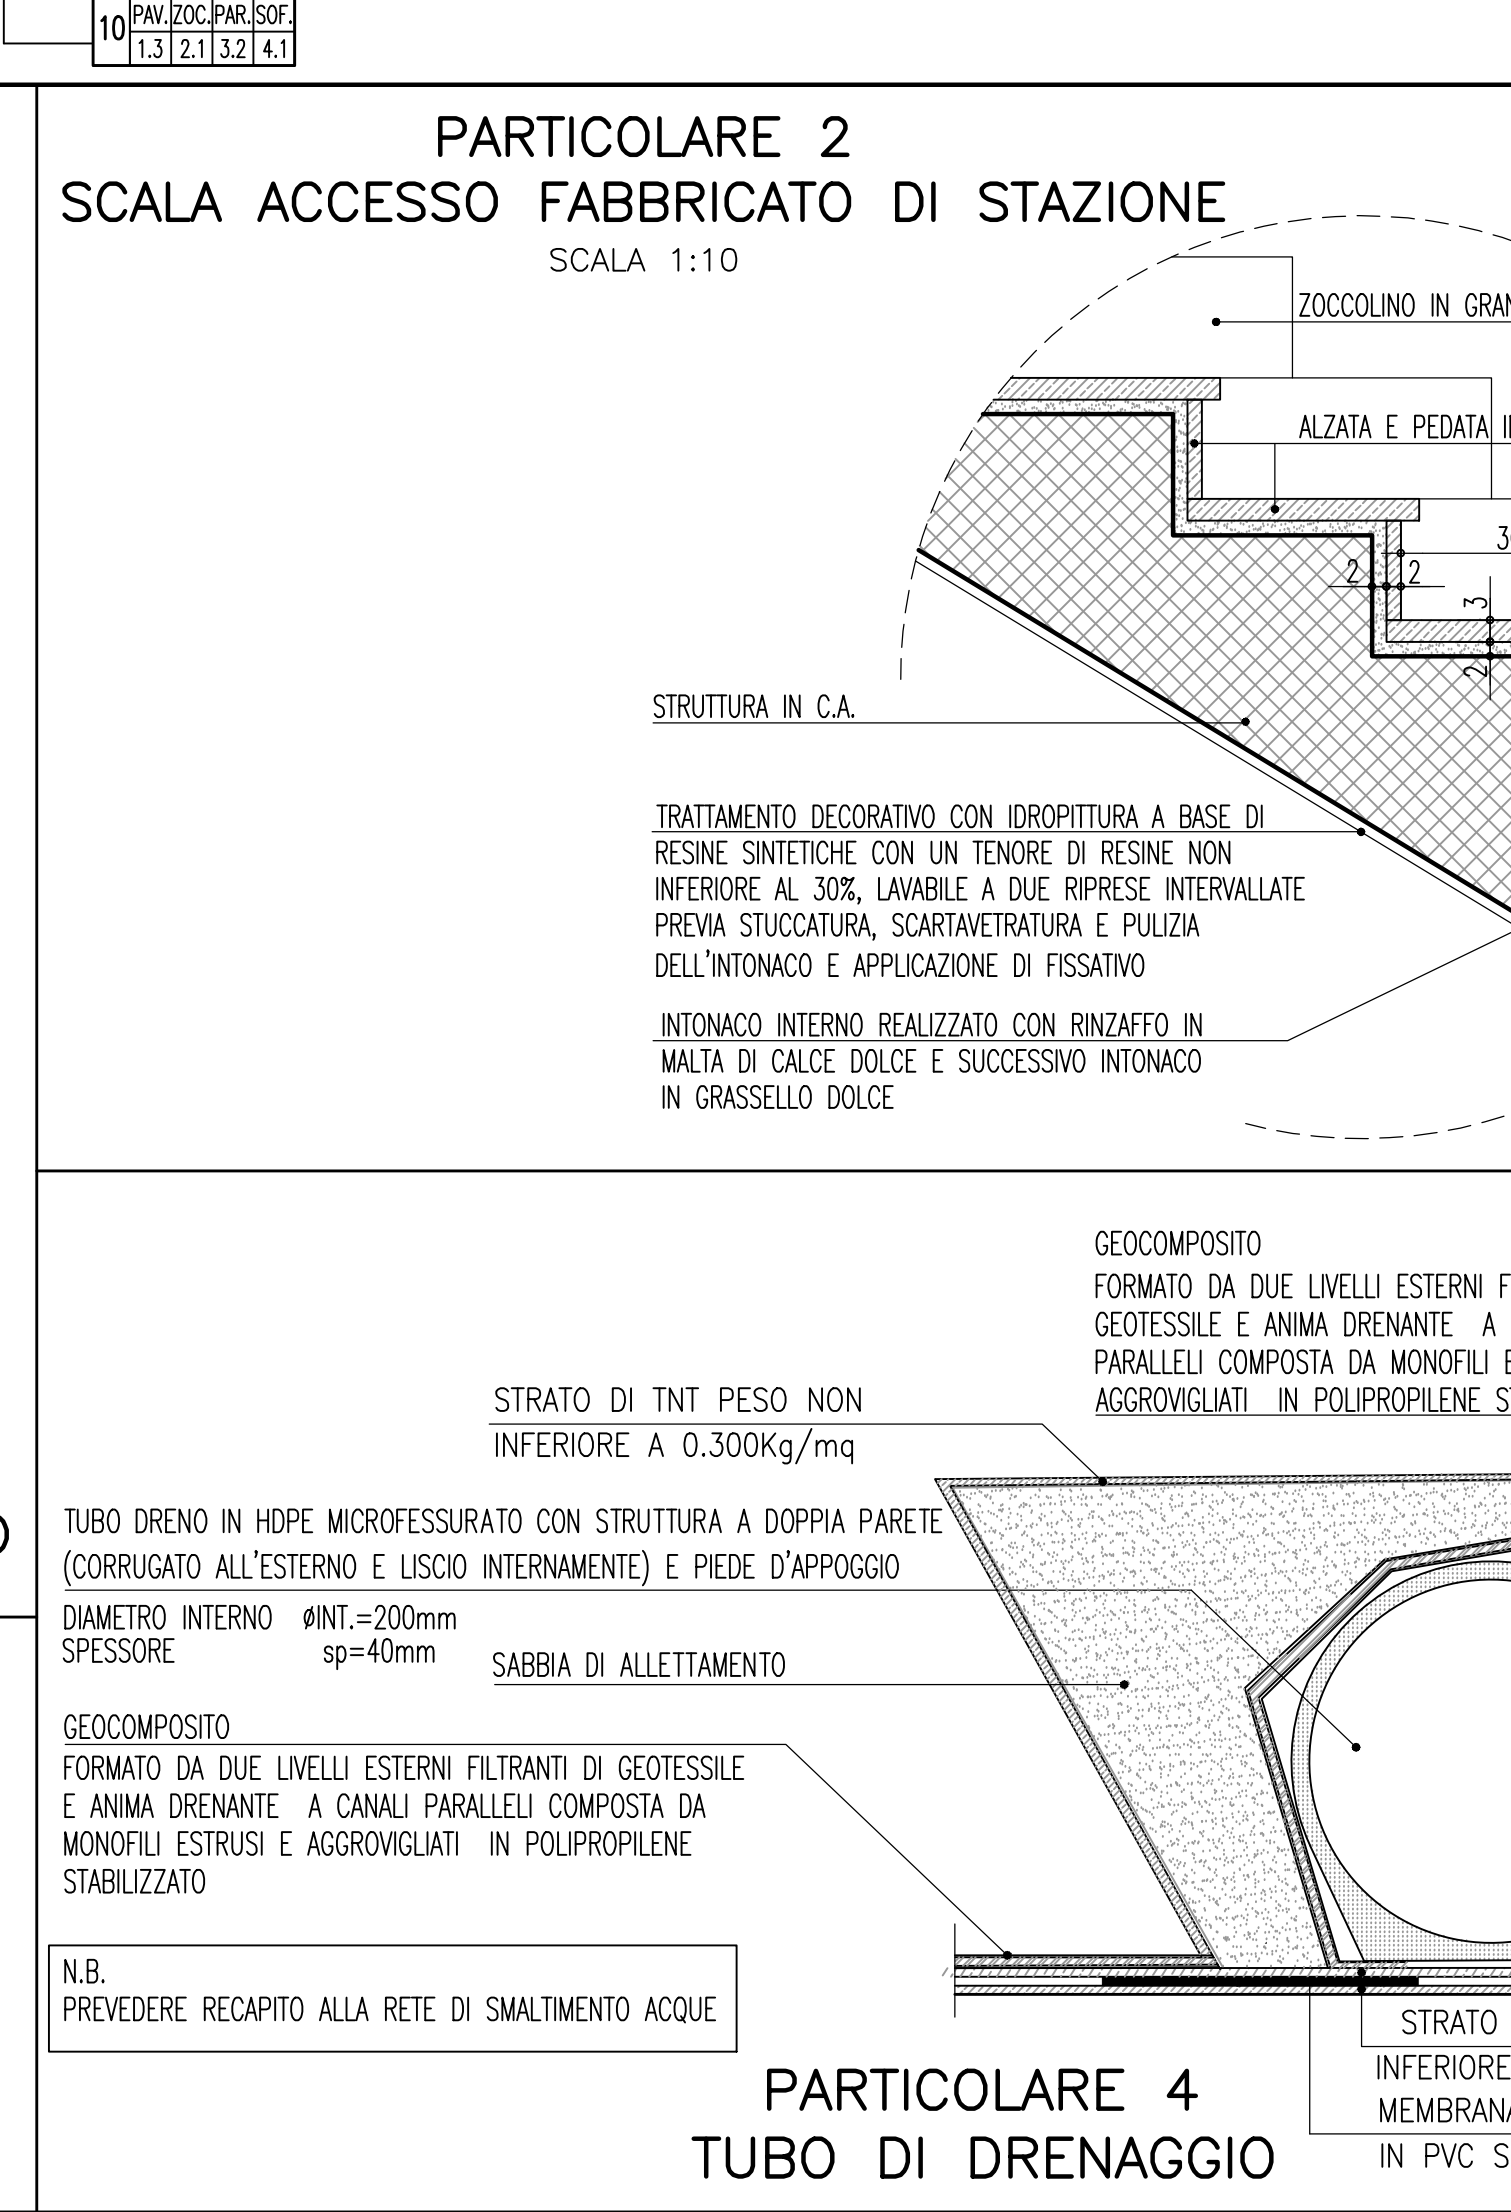 10 PAV. ZOC. PAR. SOF.
1.3 2.1 3.2 4.1
PARTICOLARE 2
SCALA ACCESSO FABBRICATO DI STAZIONE
SCALA 1:10
ZOCCOLINO IN
ALZATA E PEDATA
2 2
3
2
STRUTTURA IN C.A.
TRATTAMENTO DECORATIVO CON IDROPITTURA A BASE DI
RESINE SINTETICHE CON UN TENORE DI RESINE NON
INFERIORE AL 30%, LAVABILE A DUE RIPRESE INTERVALLATE
PREVIA STUCCATURA, SCARTAVETRATURA E PULIZIA
DELL'INTONACO E APPLICAZIONE DI FISSATIVO
INTONACO INTERNO REALIZZATO CON RINZAFFO IN
MALTA DI CALCE DOLCE E SUCCESSIVO INTONACO
IN GRASSELLO DOLCE
GEOCOMPOSITO
FORMATO DA DUE LIVELLI ESTERNI
GEOTESSILE E ANIMA DRENANTE A
PARALLELI COMPOSTA DA MONOFILI
AGGROVIGLIATI IN POLIPROPILENE
STRATO DI TNT PESO NON
INFERIORE A 0.300Kg/mq
TUBO DRENO IN HDPE MICROFESSURATO CON STRUTTURA A DOPPIA PARETE
(CORRUGATO ALL'ESTERNO E LISCIO INTERNAMENTE) E PIEDE D'APPOGGIO
DIAMETRO INTERNO øINT.=200mm
SPESSORE sp=40mm
SABBIA DI ALLETTAMENTO
GEOCOMPOSITO
FORMATO DA DUE LIVELLI ESTERNI FILTRANTI DI GEOTESSILE
E ANIMA DRENANTE A CANALI PARALLELI COMPOSTA DA
MONOFILI ESTRUSI E AGGROVIGLIATI IN POLIPROPILENE
STABILIZZATO
N.B.
PREVEDERE RECAPITO ALLA RETE DI SMALTIMENTO ACQUE
STRATO
INFERIORE
MEMBRANA
IN PVC
PARTICOLARE 4
TUBO DI DRENAGGIO